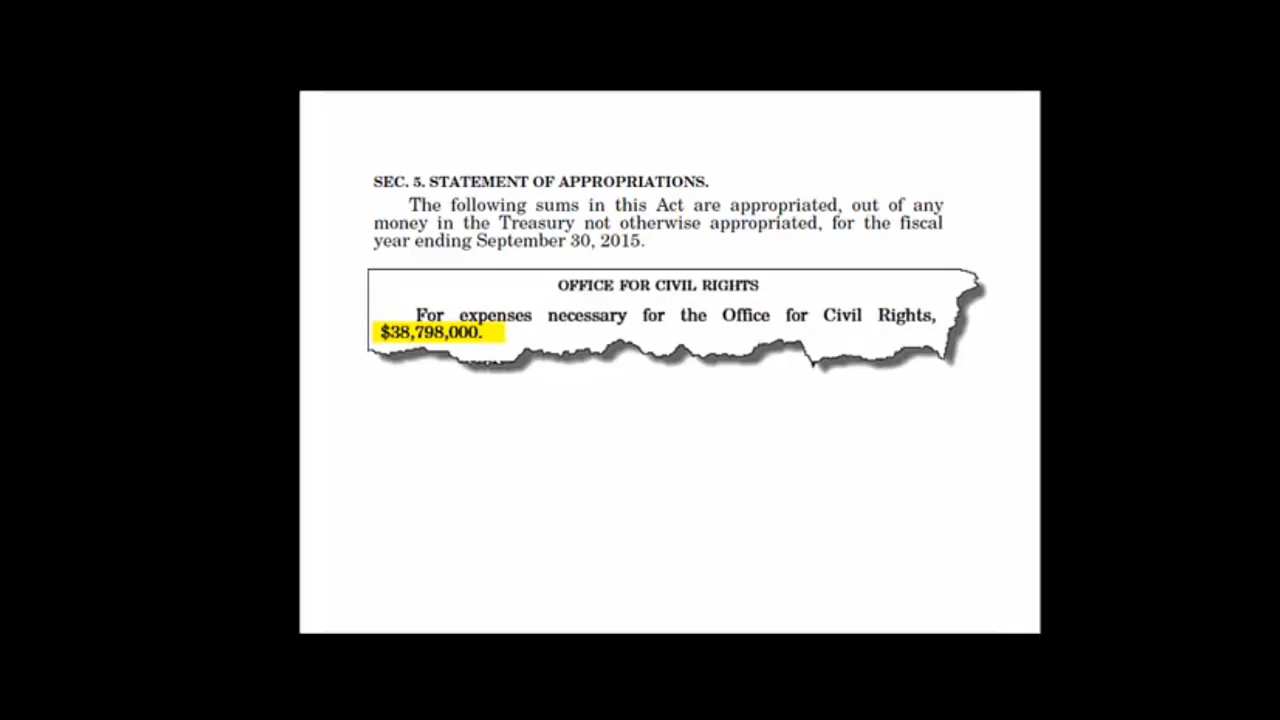 SEC. 5. STATEMENT OF APPROPRIATIONS.
The following sums in this Act are appropriated, out of any
money in the Treasury not otherwise appropriated, for the fiscal
year ending September 30, 2015.
OFFICE FOR CIVIL RIGHTS
For expenses necessary for the Office for Civil Rights,
$38,798,000.